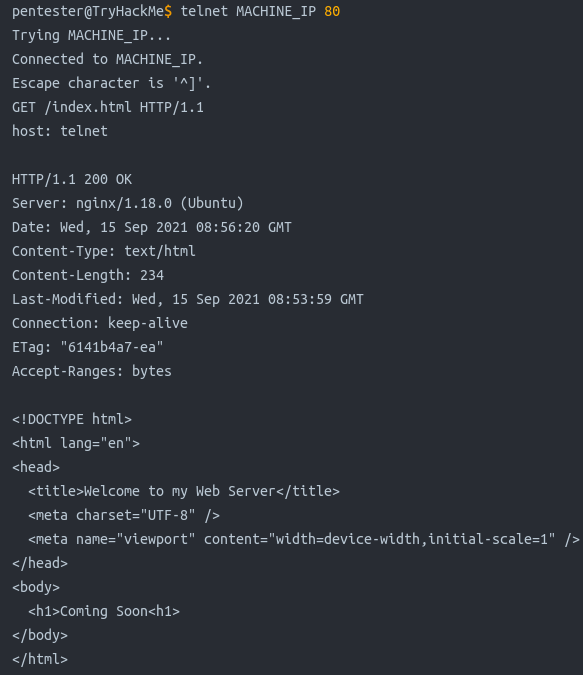 pentester@TryHackMe$ telnet MACHINE_IP 80
Trying MACHINE_IP...
Connected to MACHINE_IP.
Escape character is '^]'.
GET /index.html HTTP/1.1
host: telnet

HTTP/1.1 200 OK
Server: nginx/1.18.0 (Ubuntu)
Date: Wed, 15 Sep 2021 08:56:20 GMT
Content-Type: text/html
Content-Length: 234
Last-Modified: Wed, 15 Sep 2021 08:53:59 GMT
Connection: keep-alive
ETag: "6141b4a7-ea"
Accept-Ranges: bytes

<!DOCTYPE html>
<html lang="en">
<head>
  <title>Welcome to my Web Server</title>
  <meta charset="UTF-8" />
  <meta name="viewport" content="width=device-width,initial-scale=1" />
</head>
<body>
  <h1>Coming Soon<h1>
</body>
</html>